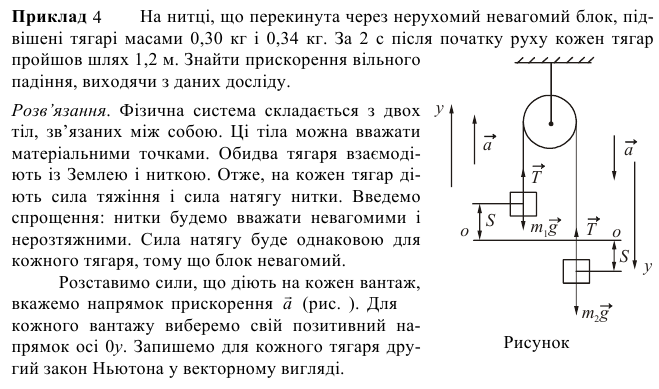 Приклад 4 На нитці, що перекинута через нерухомий невагомий блок, під-
вішені тягарі масами 0,30 кг і 0,34 кг. За 2 с після початку руху кожен тягар
пройшов шлях 1,2 м. Знайти прискорення вільного
падіння, виходячи з даних досліду.
Розв’язання. Фізична система складається з двох
тіл, зв’язаних між собою. Ці тіла можна вважати
матеріальними точками. Обидва тягаря взаємоді-
ють із Землею і ниткою. Отже, на кожен тягар ді-
ють сила тяжіння і сила натягу нитки. Введемо
спрощення: нитки будемо вважати невагомими і
нерозтяжними. Сила натягу буде однаковою для
кожного тягаря, тому що блок невагомий.
Розставимо сили, що діють на кожен вантаж,
вкажемо напрямок прискорення a⃗ (рис. ). Для
кожного вантажу виберемо свій позитивний на-
прямок осі 0y. Запишемо для кожного тягаря дру-
гий закон Ньютона у векторному вигляді.
y
a⃗
a⃗
T⃗
S
o
m₁g⃗
T⃗
o
S
y
m₂g⃗
Рисунок